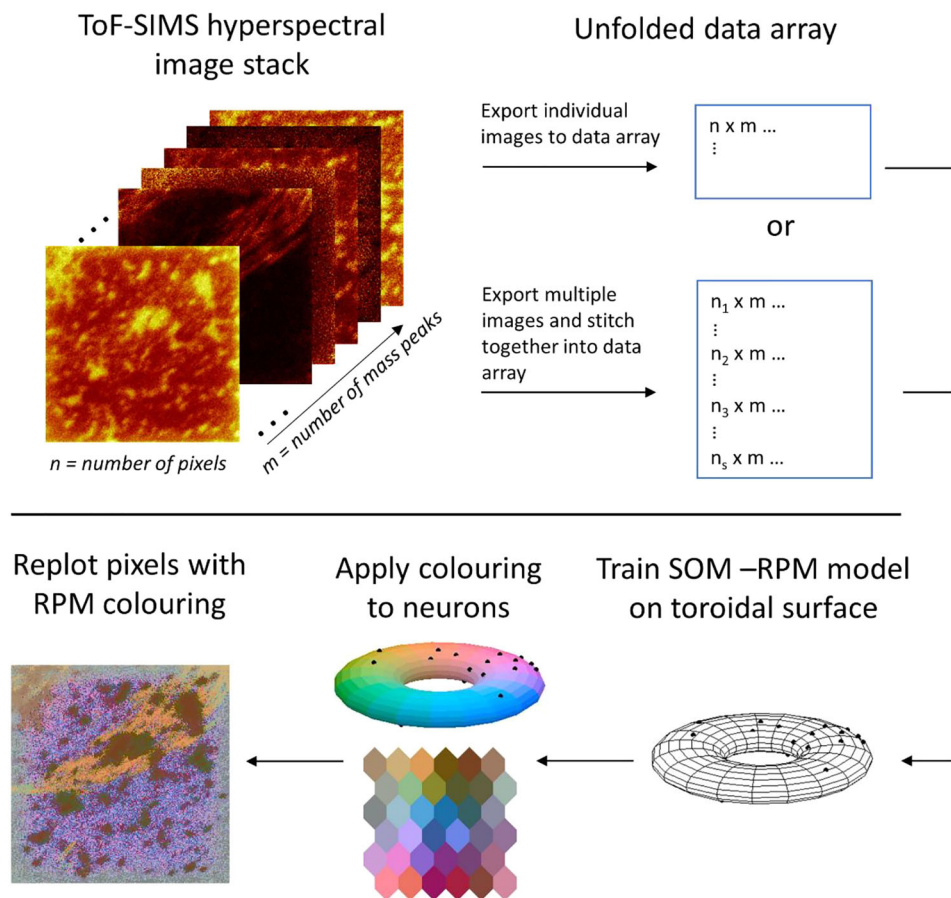 ToF-SIMS hyperspectral
image stack
Unfolded data array
Export individual
images to data array
n x m ...
⋮
or
Export multiple
images and stitch
together into data
array
n₁ x m ...
⋮
n₂ x m ...
⋮
n₃ x m ...
⋮
nₛ x m ...
m = number of mass peaks
n = number of pixels
Replot pixels with
RPM colouring
Apply colouring
to neurons
Train SOM –RPM model
on toroidal surface